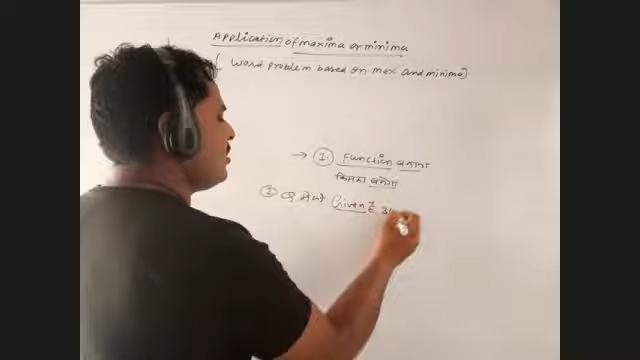 Application of maxima or minima
( Word problem based on max and minima)
→ ① Function बनाना
किसका बनेगा
② Q में जो Given है उस